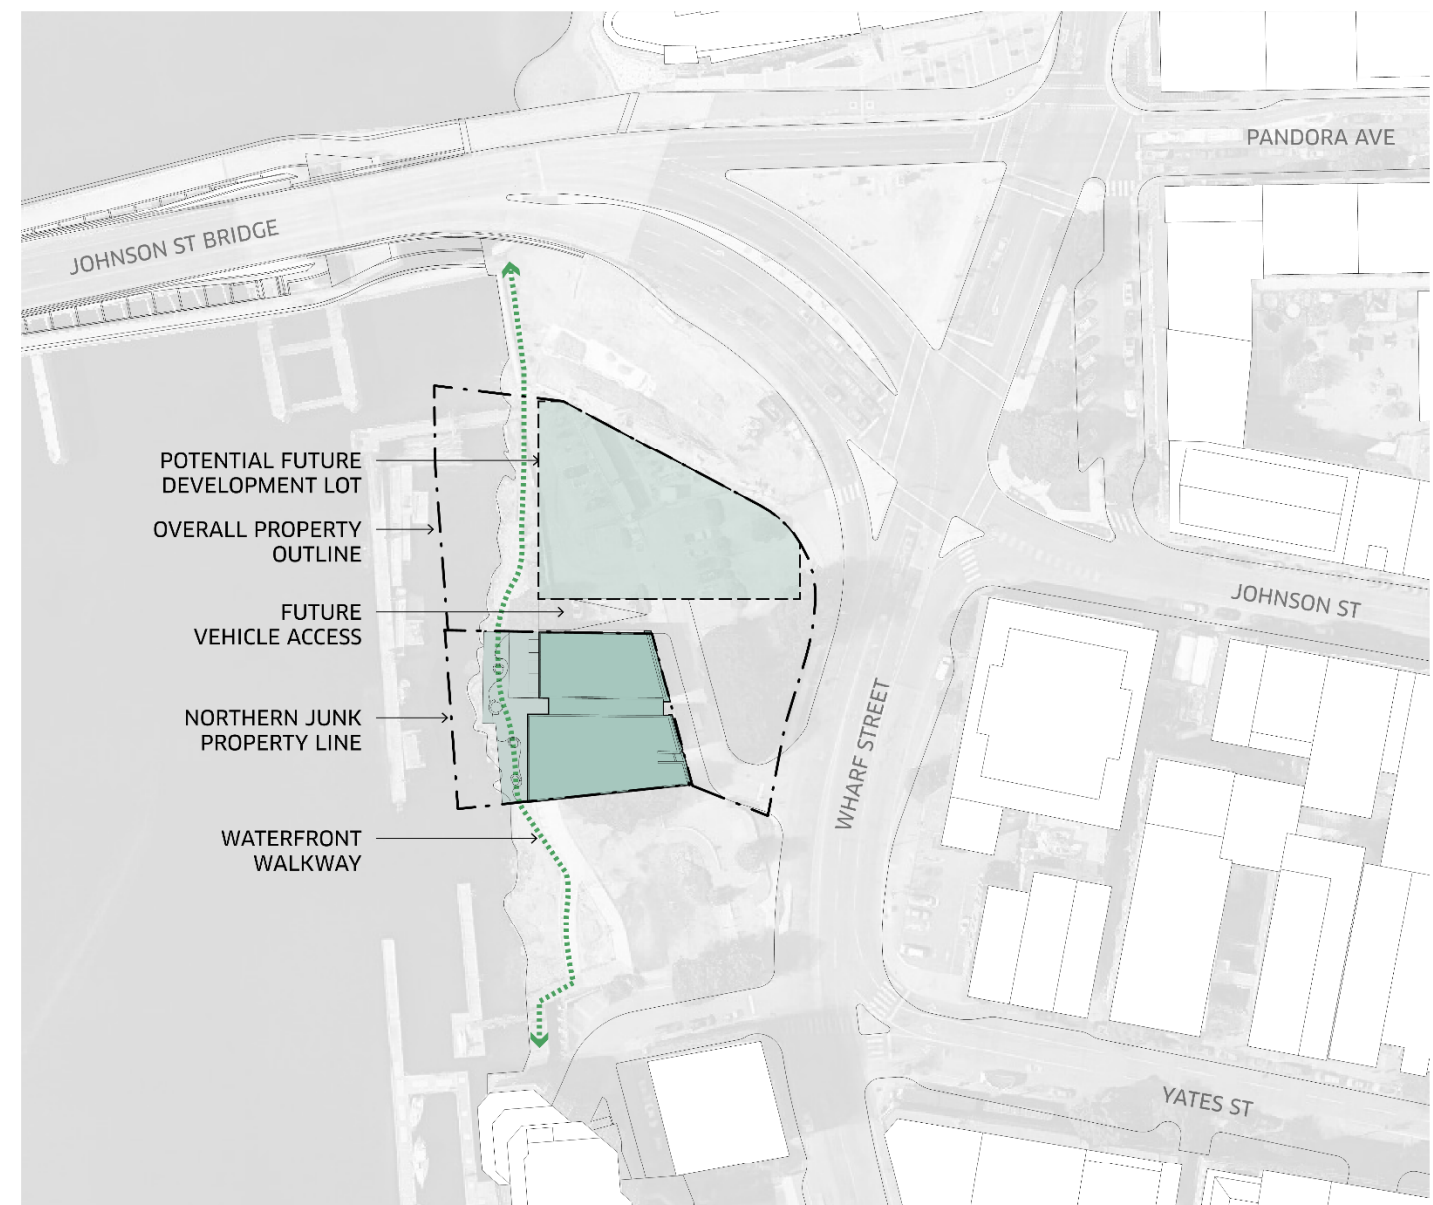 PANDORA AVE
JOHNSON ST BRIDGE
POTENTIAL FUTURE
DEVELOPMENT LOT
OVERALL PROPERTY
OUTLINE
FUTURE
VEHICLE ACCESS
JOHNSON ST
NORTHERN JUNK
PROPERTY LINE
WHARF STREET
WATERFRONT
WALKWAY
YATES ST